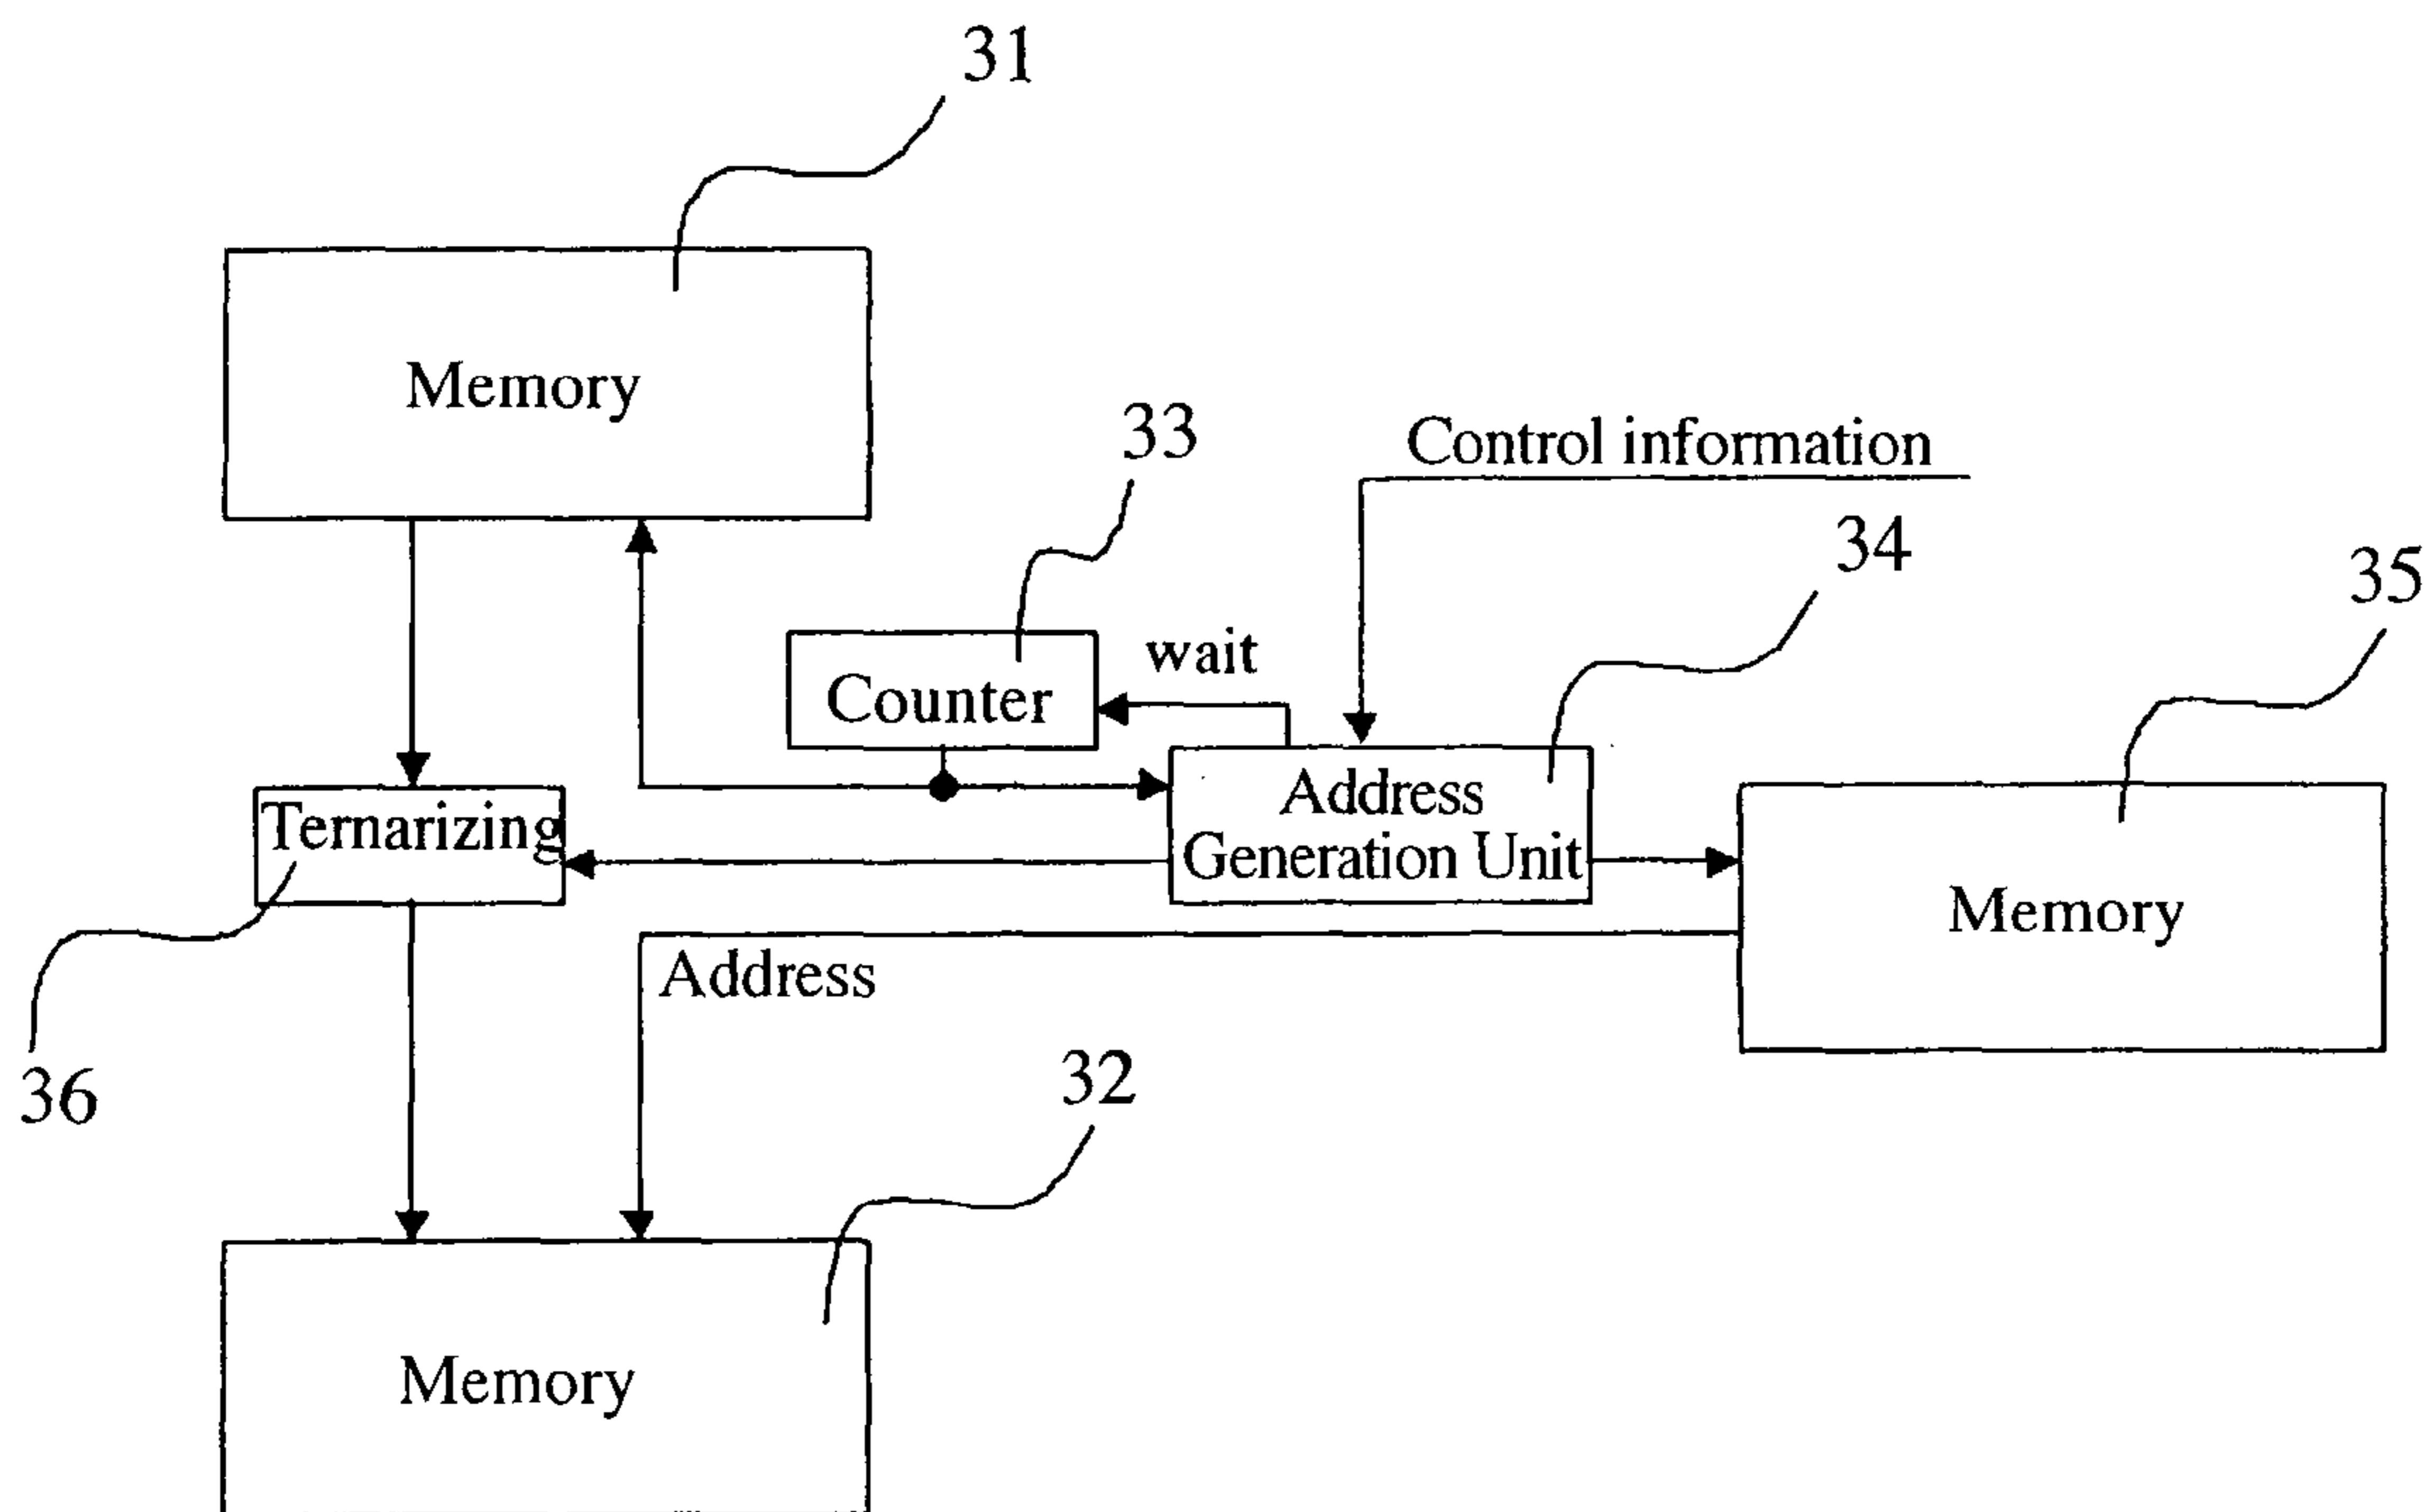 31
Memory
33
Control information
34
35
wait
Counter
Address
Generation Unit
Ternarizing
Memory
Address
36
32
Memory